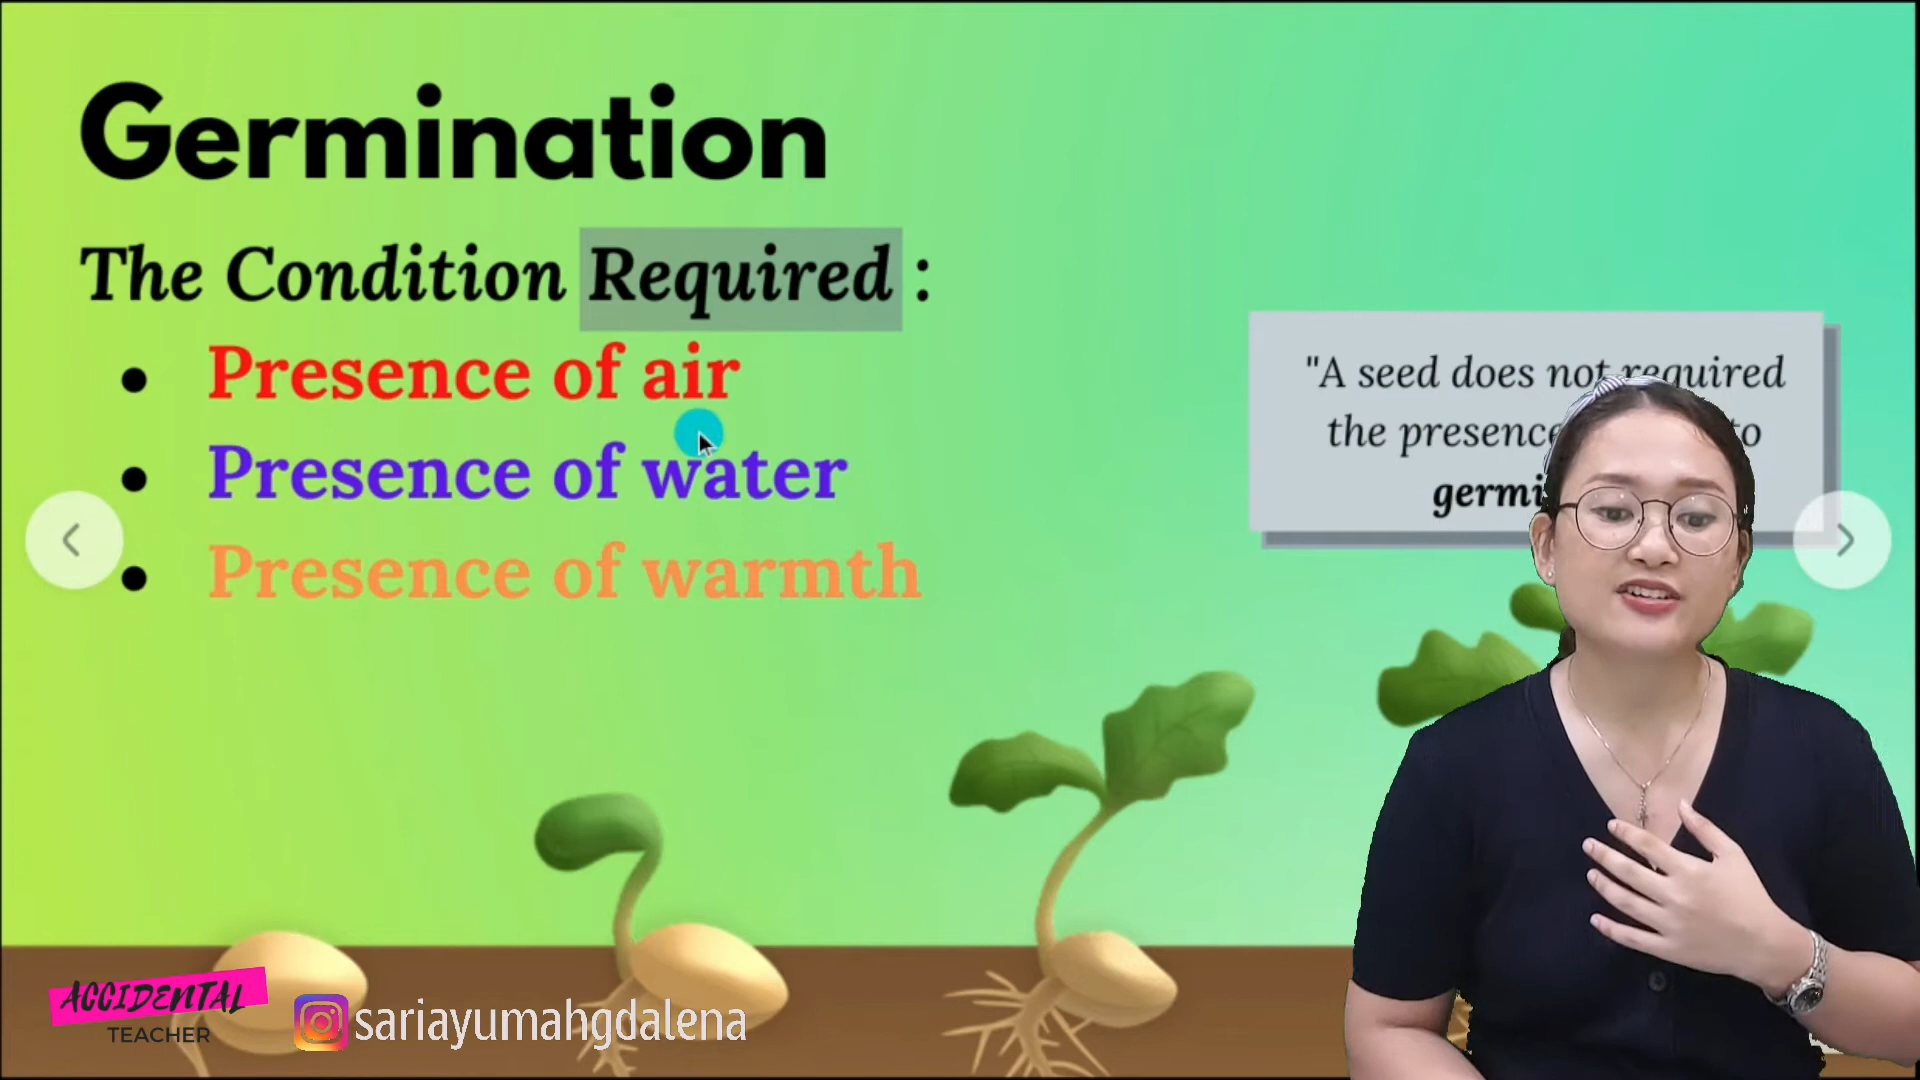 Germination
The Condition Required :
• Presence of air
• Presence of water
• Presence of warmth
"A seed does not required
the presence to
ACCIDENTAL
TEACHER
sariayumahgdalena